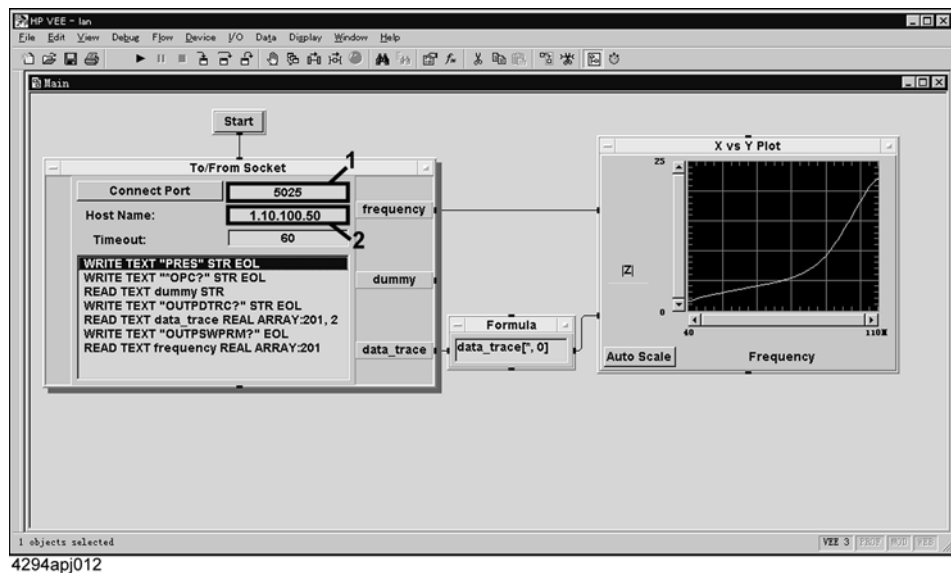 HP VEE - lan
File Edit View Debug Flow Device I/O Data Display Window Help
Main
Start
1
To/From Socket
Connect Port 5025
Host Name: 1.10.100.50
2
Timeout: 60
WRITE TEXT "PRES" STR EOL
WRITE TEXT "*OPC?" STR EOL
READ TEXT dummy STR
WRITE TEXT "OUTPDTRC?" STR EOL
READ TEXT data_trace REAL ARRAY:201, 2
WRITE TEXT "OUTPSWPRM?" EOL
READ TEXT frequency REAL ARRAY:201
frequency
dummy
data_trace
Formula
data_trace[*, 0]
X vs Y Plot
25
|Z|
0
40 110M
Auto Scale Frequency
1 objects selected
VEE 3 PROF MOD WEB
4294apj012